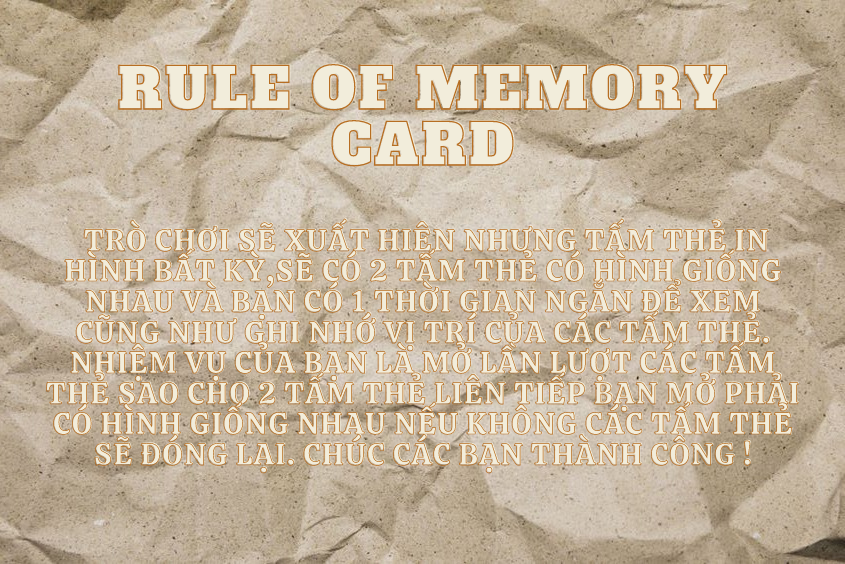 RULE OF MEMORY
CARD
TRÒ CHƠI SẼ XUẤT HIỆN NHƯNG TẤM THẺ IN
HÌNH BẤT KỲ,SẼ CÓ 2 TẤM THẺ CÓ HÌNH GIỐNG
NHAU VÀ BẠN CÓ 1 THỜI GIAN NGẮN ĐỂ XEM
CŨNG NHƯ GHI NHỚ VỊ TRÍ CỦA CÁC TẤM THẺ.
NHIỆM VỤ CỦA BẠN LÀ MỞ LẦN LƯỢT CÁC TẤM
THẺ SAO CHO 2 TẤM THẺ LIÊN TIẾP BẠN MỞ PHẢI
CÓ HÌNH GIỐNG NHAU NẾU KHÔNG CÁC TẤM THẺ
SẼ ĐÓNG LẠI. CHÚC CÁC BẠN THÀNH CÔNG !